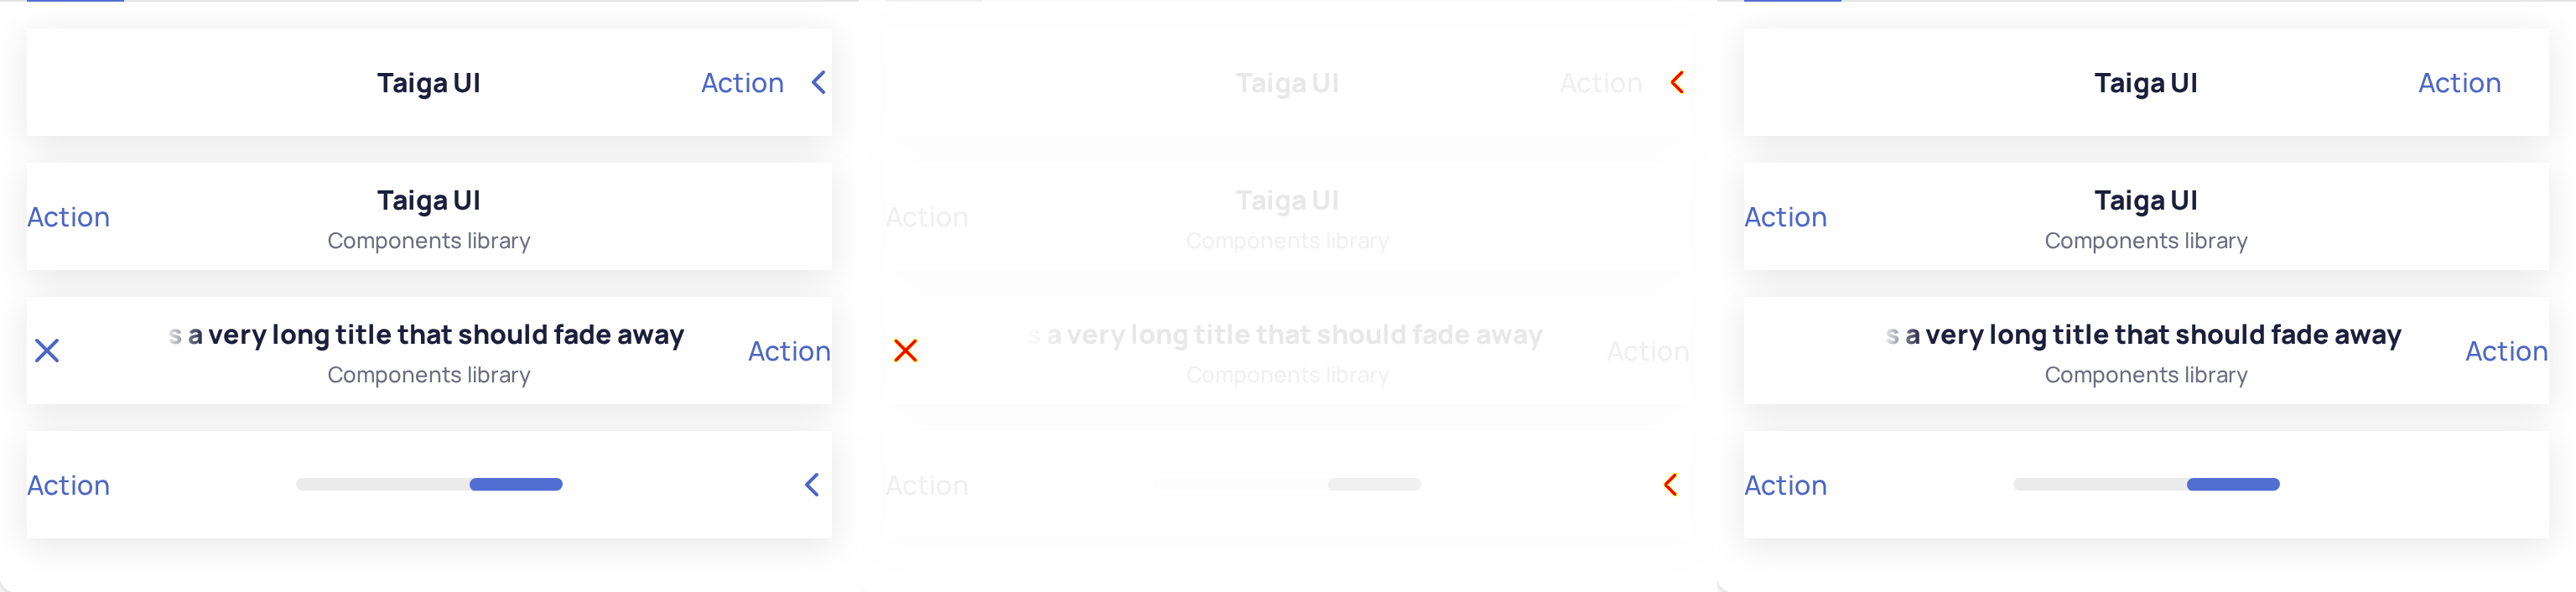 Taiga UI Action
Taiga UI Action
Taiga UI Action
Taiga UI
Action
Components library
Taiga UI
Action
Components library
Taiga UI
Action
Components library
s a very long title that should fade away
Action
Components library
s a very long title that should fade away
Action
Components library
s a very long title that should fade away
Action
Components library
Action
Action
Action